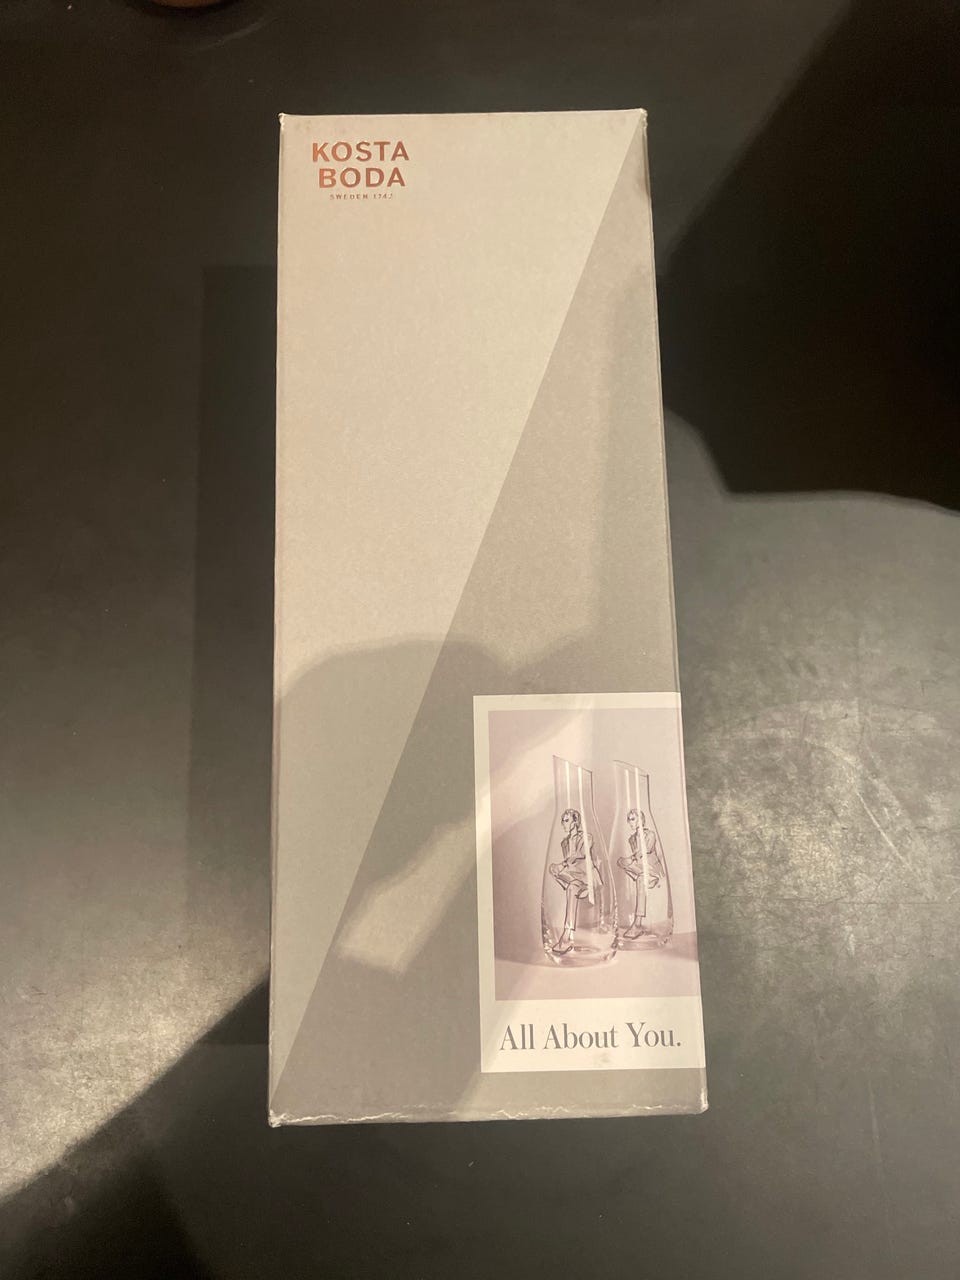 KOSTA
BODA
SWEDEN 1742
All About You.